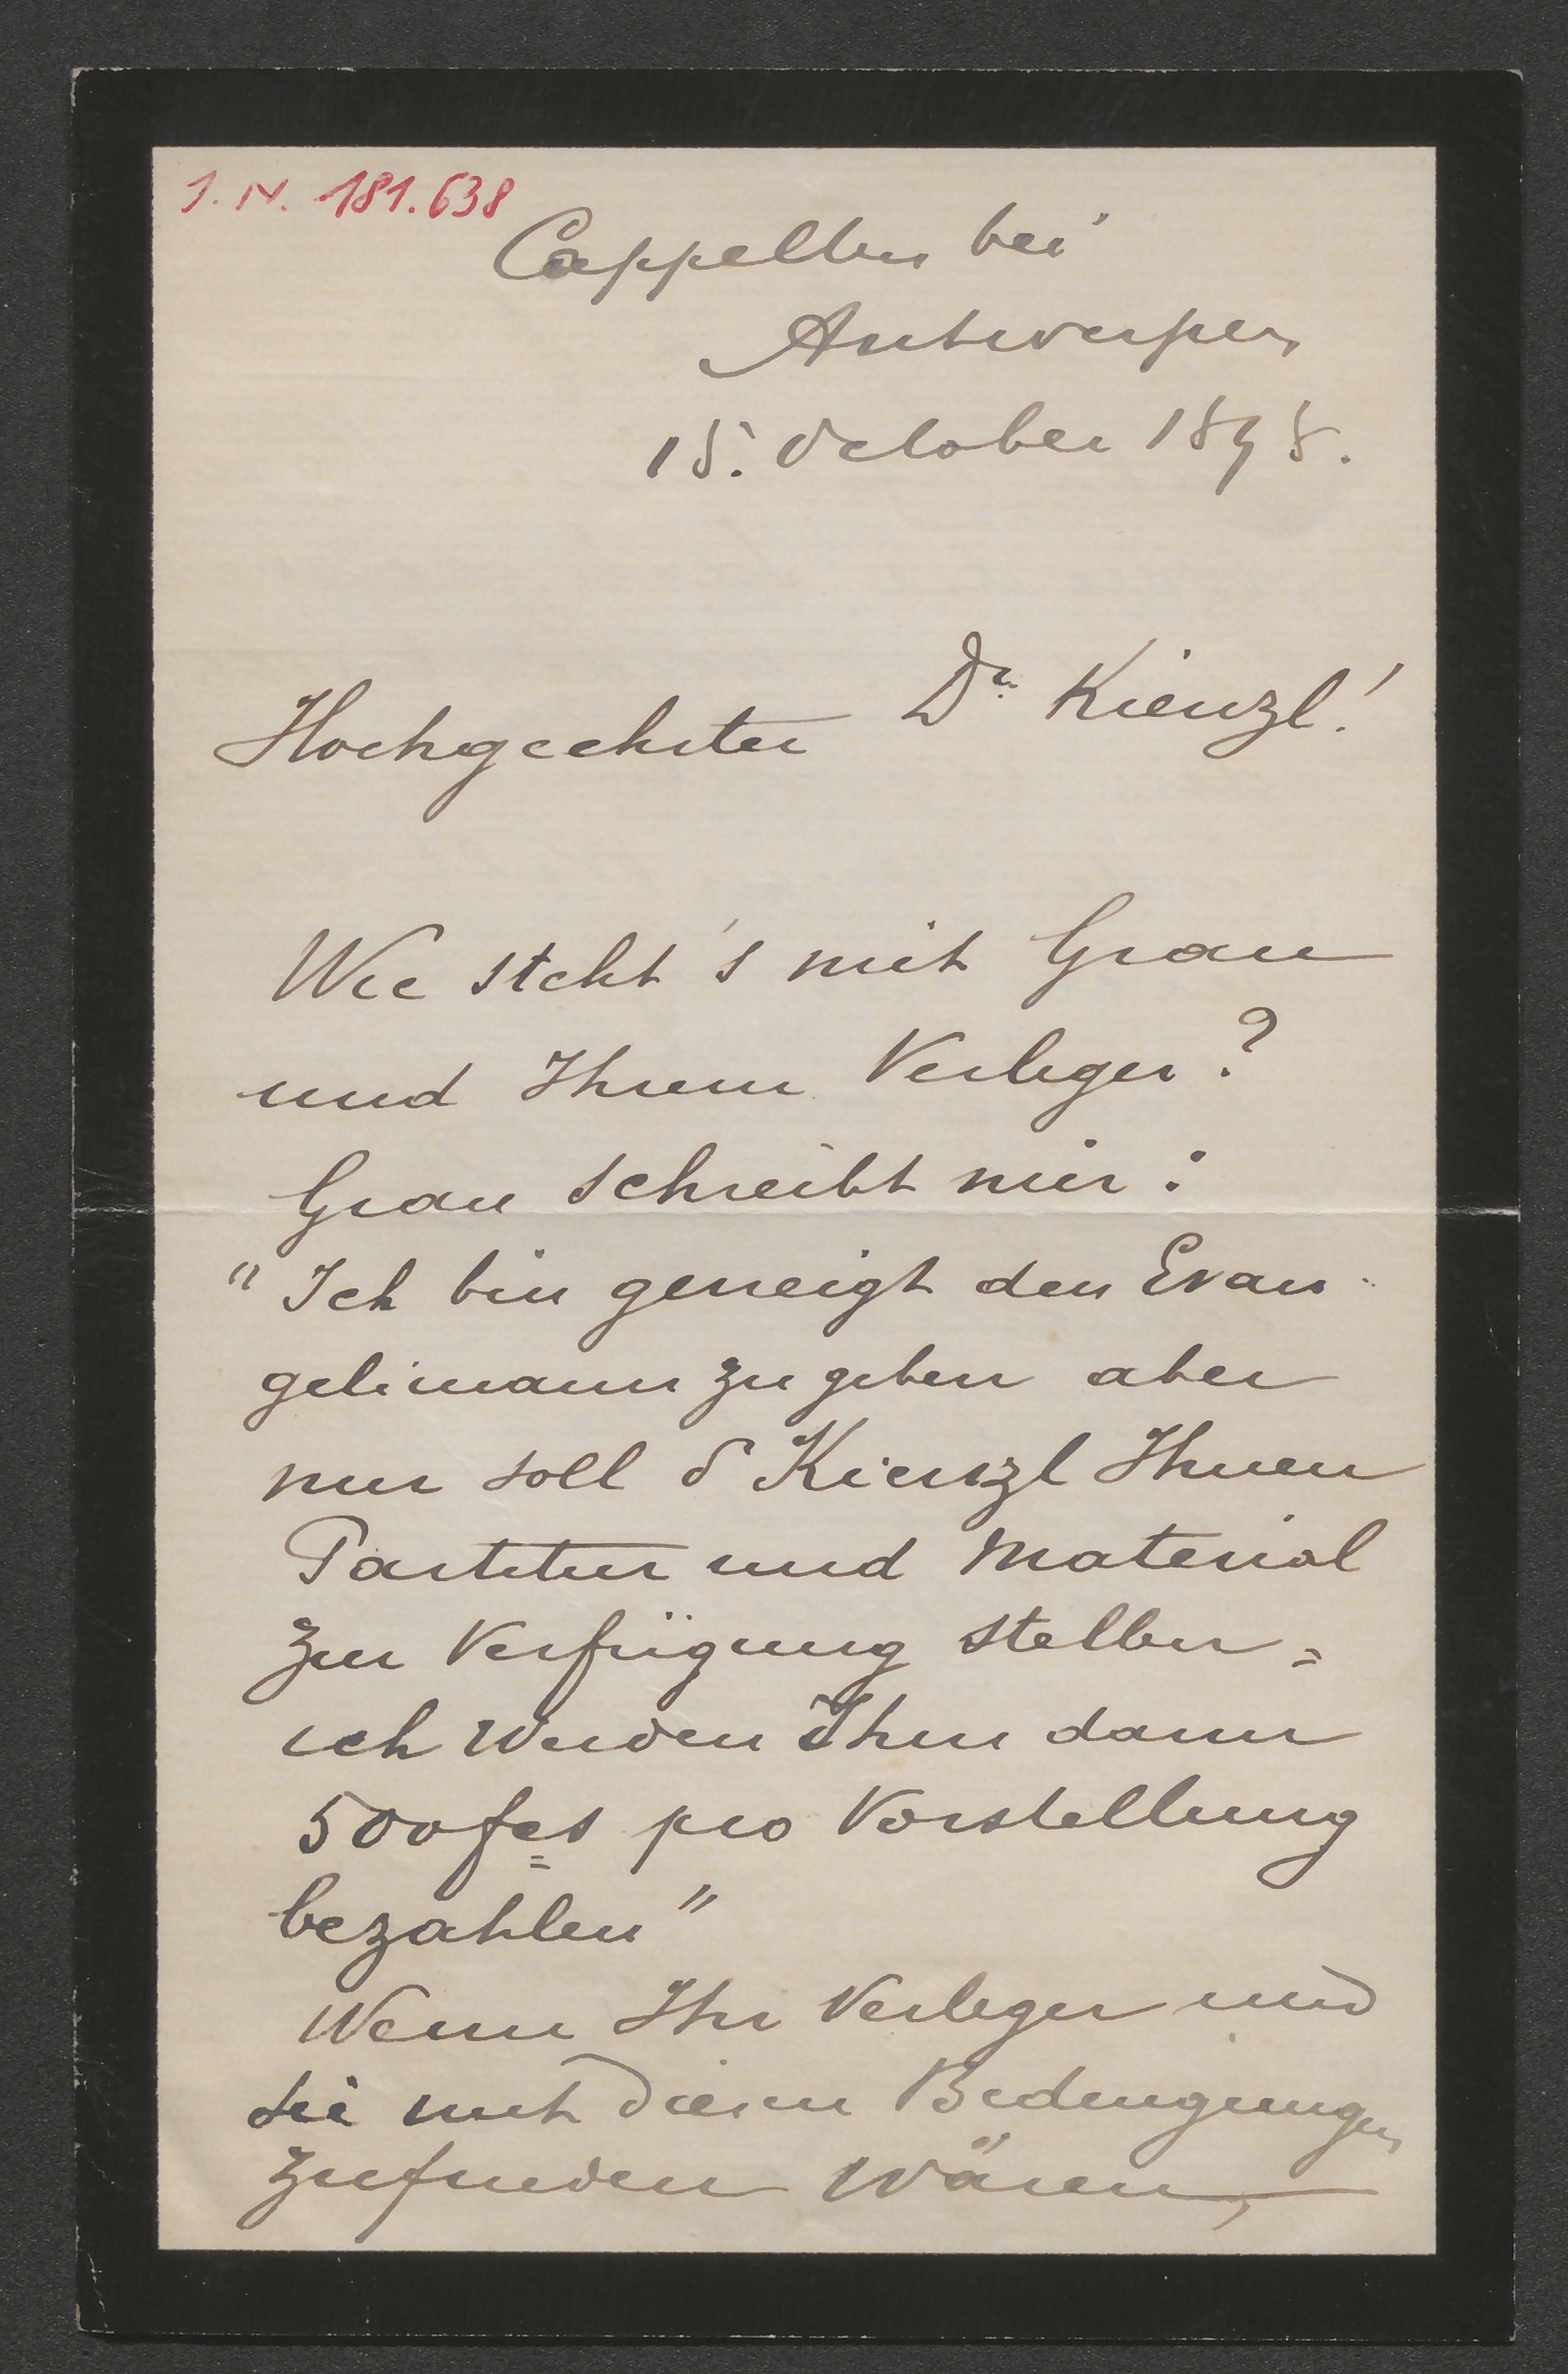 J.N. 181.638
Cappellen bei
Antwerpen
15. October 1898.
Hochgeehrter Dr. Kienzl!
Wie steht's mit Grau
und Ihrem Verleger?
Grau schreibt mir:
"Ich bin geneigt den Evan-
gelimann zu geben aber
nur soll Kienzl Ihnen
Partitur und Material
zur Verfügung stellen =
ich werden Ihm dann
500 fcs pro Vorstellung
bezahlen"
Wenn Ihr Verleger und
Sie mit diesen Bedingungen
zufrieden wären,